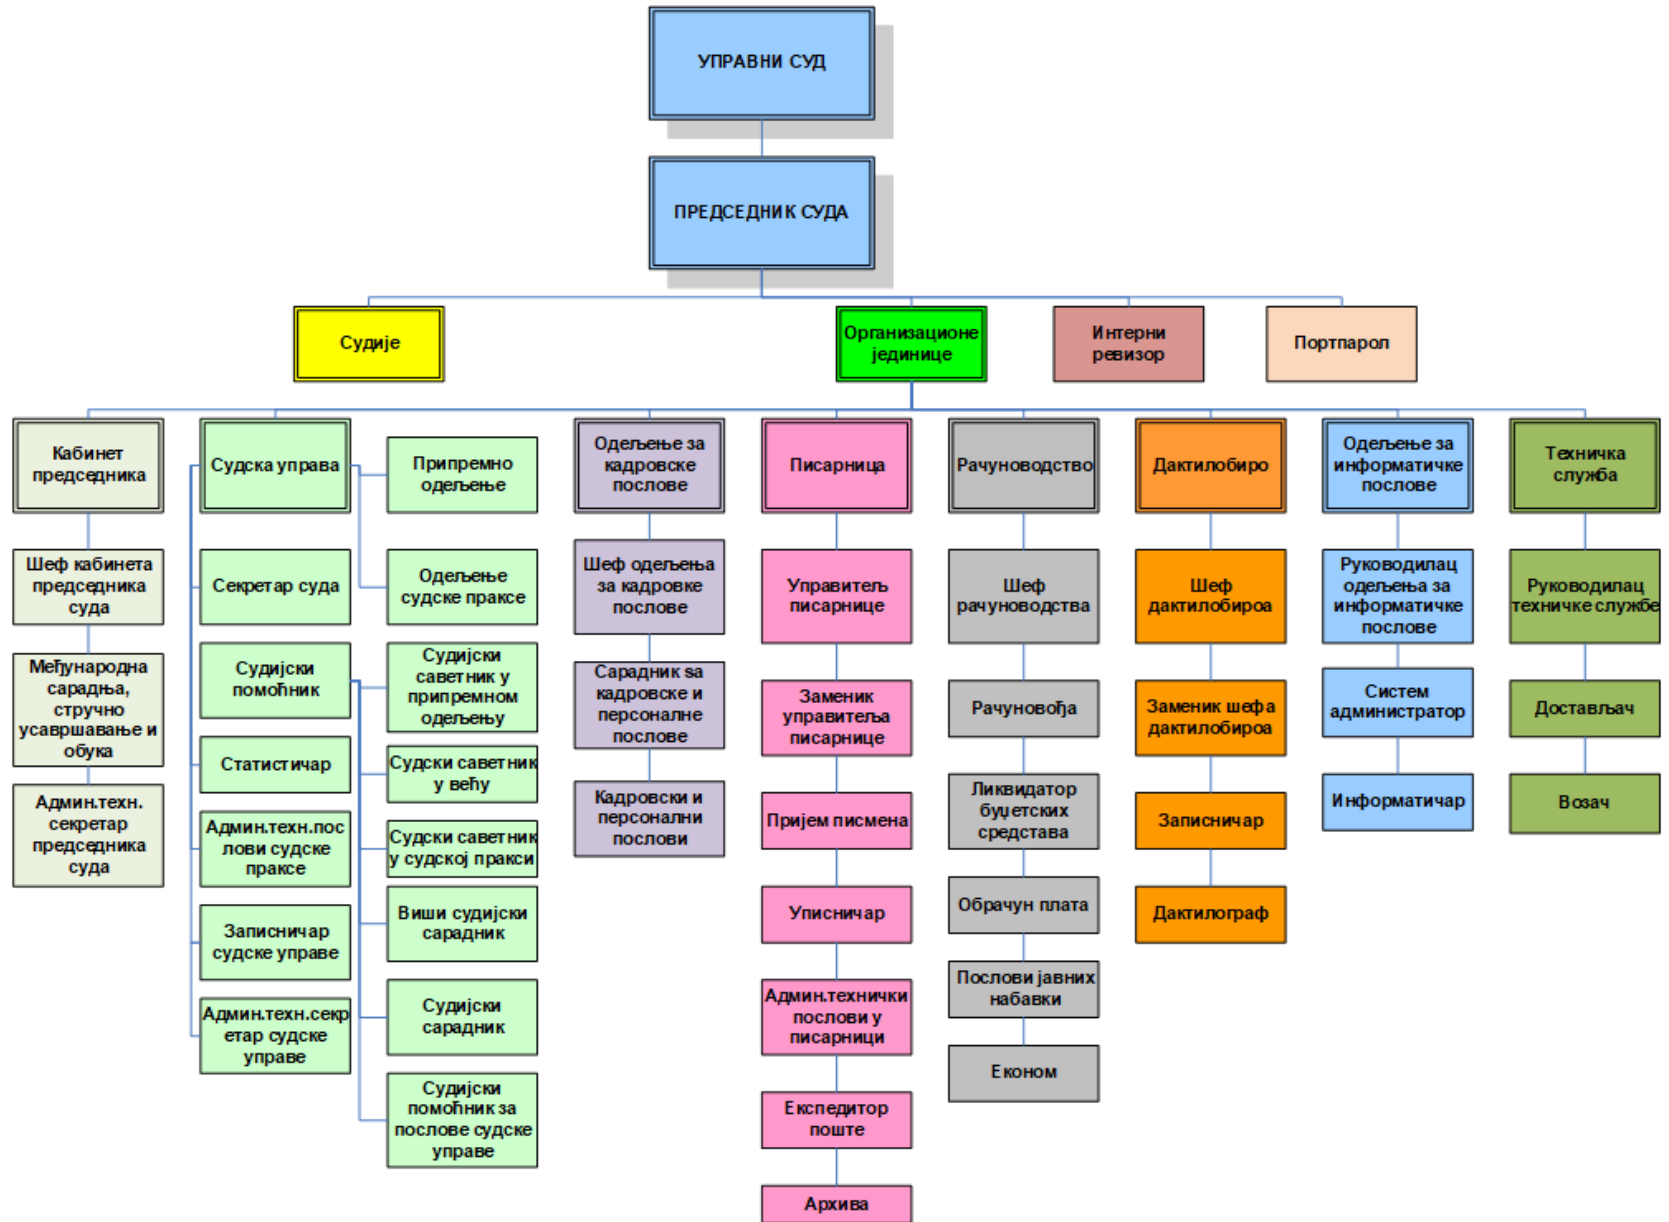 УПРАВНИ СУД
ПРЕДСЕДНИК СУДА
Судије
Организационе
јединице
Интерни
ревизор
Портпарол
Кабинет
председника
Судска управа
Припремно
одељење
Одељење за
кадровске
послове
Писарница
Рачуноводство
Дактилобиро
Одељење за
информатичке
послове
Техничка
служба
Шеф кабинета
председника
суда
Међународна
сарадња,
стручно
усавршавање и
обука
Админ.техн.
секретар
председника
суда
Секретар суда
Судијски
помоћник
Статистичар
Админ.техн.пос
лови судске
праксе
Записничар
судске управе
Админ.техн.секр
етар судске
управе
Одељење
судске праксе
Судијски
саветник у
припремном
одељењу
Судски саветник
у већу
Судски саветник
у судској пракси
Виши судијски
сарадник
Судијски
сарадник
Судијски
помоћник за
послове судске
управе
Шеф одељења
за кадровке
послове
Сарадник ѕа
кадровске и
персоналне
послове
Кадровски и
персонални
послови
Управитељ
писарнице
Заменик
управитеља
писарнице
Пријем писмена
Уписничар
Админ.технички
послови у
писарници
Експедитор
поште
Архива
Шеф
рачуноводства
Рачуновођа
Ликвидатор
буџетских
средстава
Обрачун плата
Послови јавних
набавки
Економ
Шеф
дактилобироа
Заменик шефа
дактилобироа
Записничар
Дактилограф
Руководилац
одељења за
информатичке
послове
Систем
администратор
Информатичар
Руководилац
техничке службе
Достављач
Возач